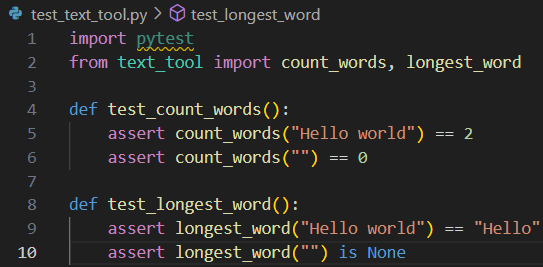 test_text_tool.py > test_longest_word
1 import pytest
2 from text_tool import count_words, longest_word
3
4 def test_count_words():
5     assert count_words("Hello world") == 2
6     assert count_words("") == 0
7
8 def test_longest_word():
9     assert longest_word("Hello world") == "Hello"
10     assert longest_word("") is None